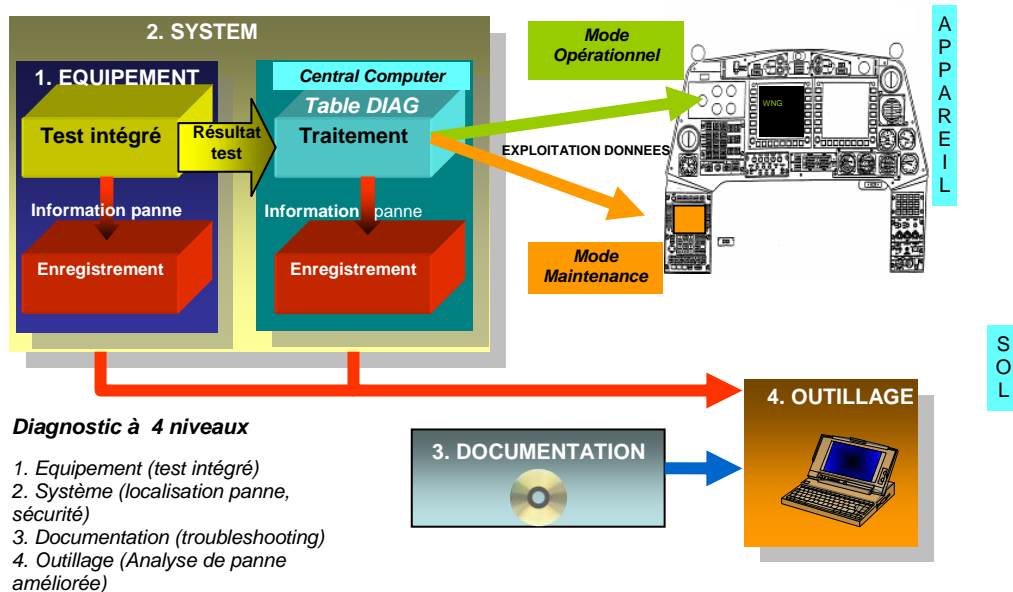 2. SYSTEM
1. EQUIPEMENT
Test intégré
Résultat
test
Central Computer
Table DIAG
Traitement
Information panne
Information panne
Enregistrement
Enregistrement
Mode
Opérationnel
EXPLOITATION DONNEES
Mode
Maintenance
WNG
A
P
P
A
R
E
I
L
S
O
L
4. OUTILLAGE
3. DOCUMENTATION
Diagnostic à 4 niveaux
1. Equipement (test intégré)
2. Système (localisation panne,
sécurité)
3. Documentation (troubleshooting)
4. Outillage (Analyse de panne
améliorée)